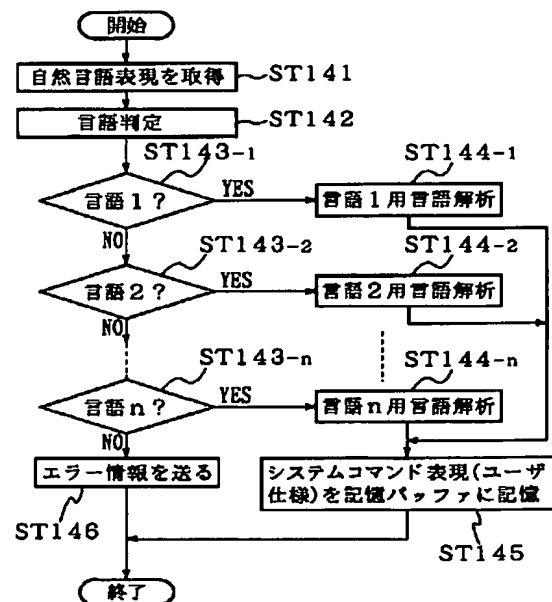 開始
自然言語表現を取得
ST141
言語判定
ST142
ST143-1
ST144-1
言語1?
YES
言語1用言語解析
NO
ST143-2
ST144-2
言語2?
YES
言語2用言語解析
NO
ST143-n
ST144-n
言語n?
YES
言語n用言語解析
NO
エラー情報を送る
システムコマンド表現(ユーザ
仕様)を記憶バッファに記憶
ST146
ST145
終了